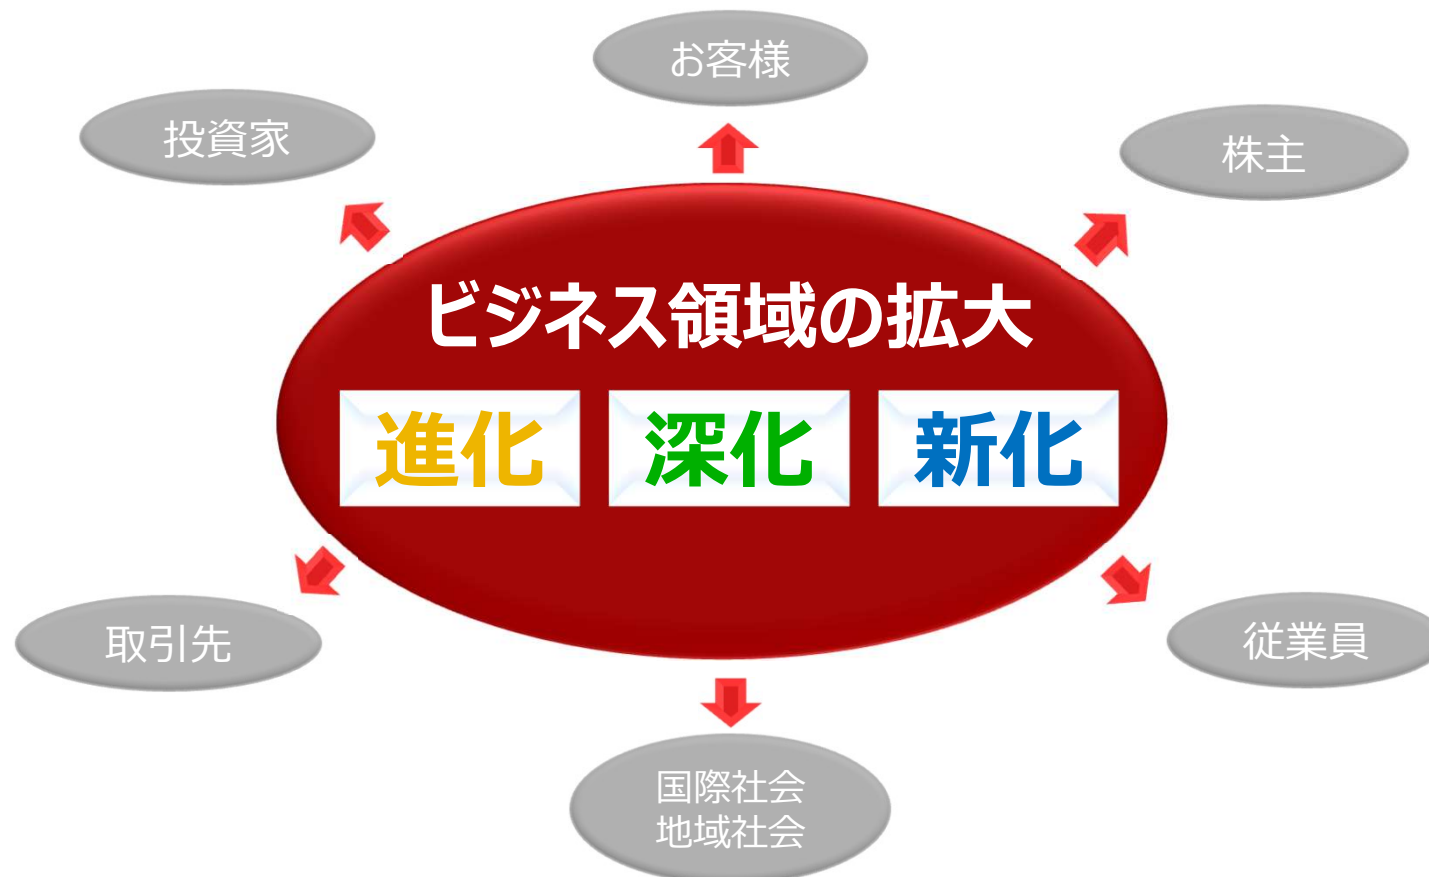 お客様
投資家
株主
ビジネス領域の拡大
進化
深化
新化
取引先
従業員
国際社会
地域社会